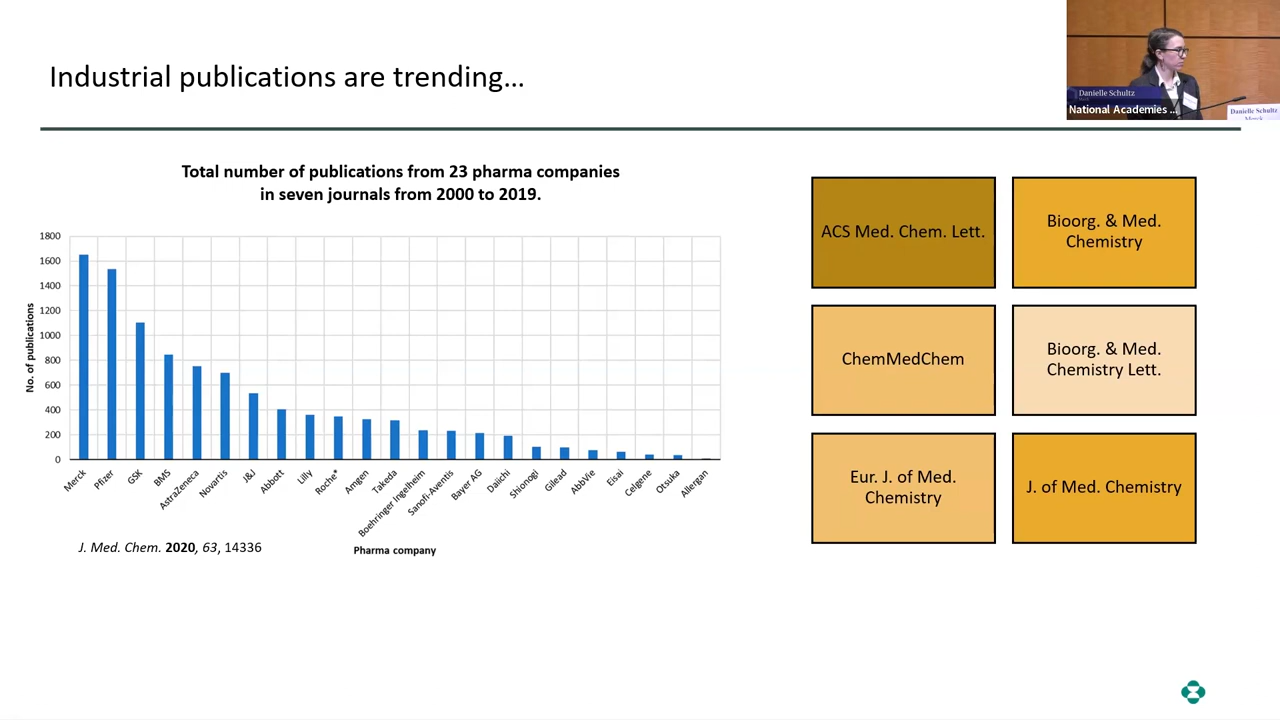 Industrial publications are trending…
Danielle Schultz
National Academies ...
Danielle Schultz
Merck
Total number of publications from 23 pharma companies
in seven journals from 2000 to 2019.
No. of publications
1800
1600
1400
1200
1000
800
600
400
200
0
Merck
Pfizer
GSK
BMS
AstraZeneca
Novartis
J&J
Abbott
Lilly
Roche*
Amgen
Takeda
Boehringer Ingelheim
Sanofi-Aventis
Bayer AG
Daiichi
Shionogi
Gilead
AbbVie
Eisai
Celgene
Otsuka
Allergan
Pharma company
J. Med. Chem. 2020, 63, 14336
ACS Med. Chem. Lett.
Bioorg. & Med.
Chemistry
ChemMedChem
Bioorg. & Med.
Chemistry Lett.
Eur. J. of Med.
Chemistry
J. of Med. Chemistry